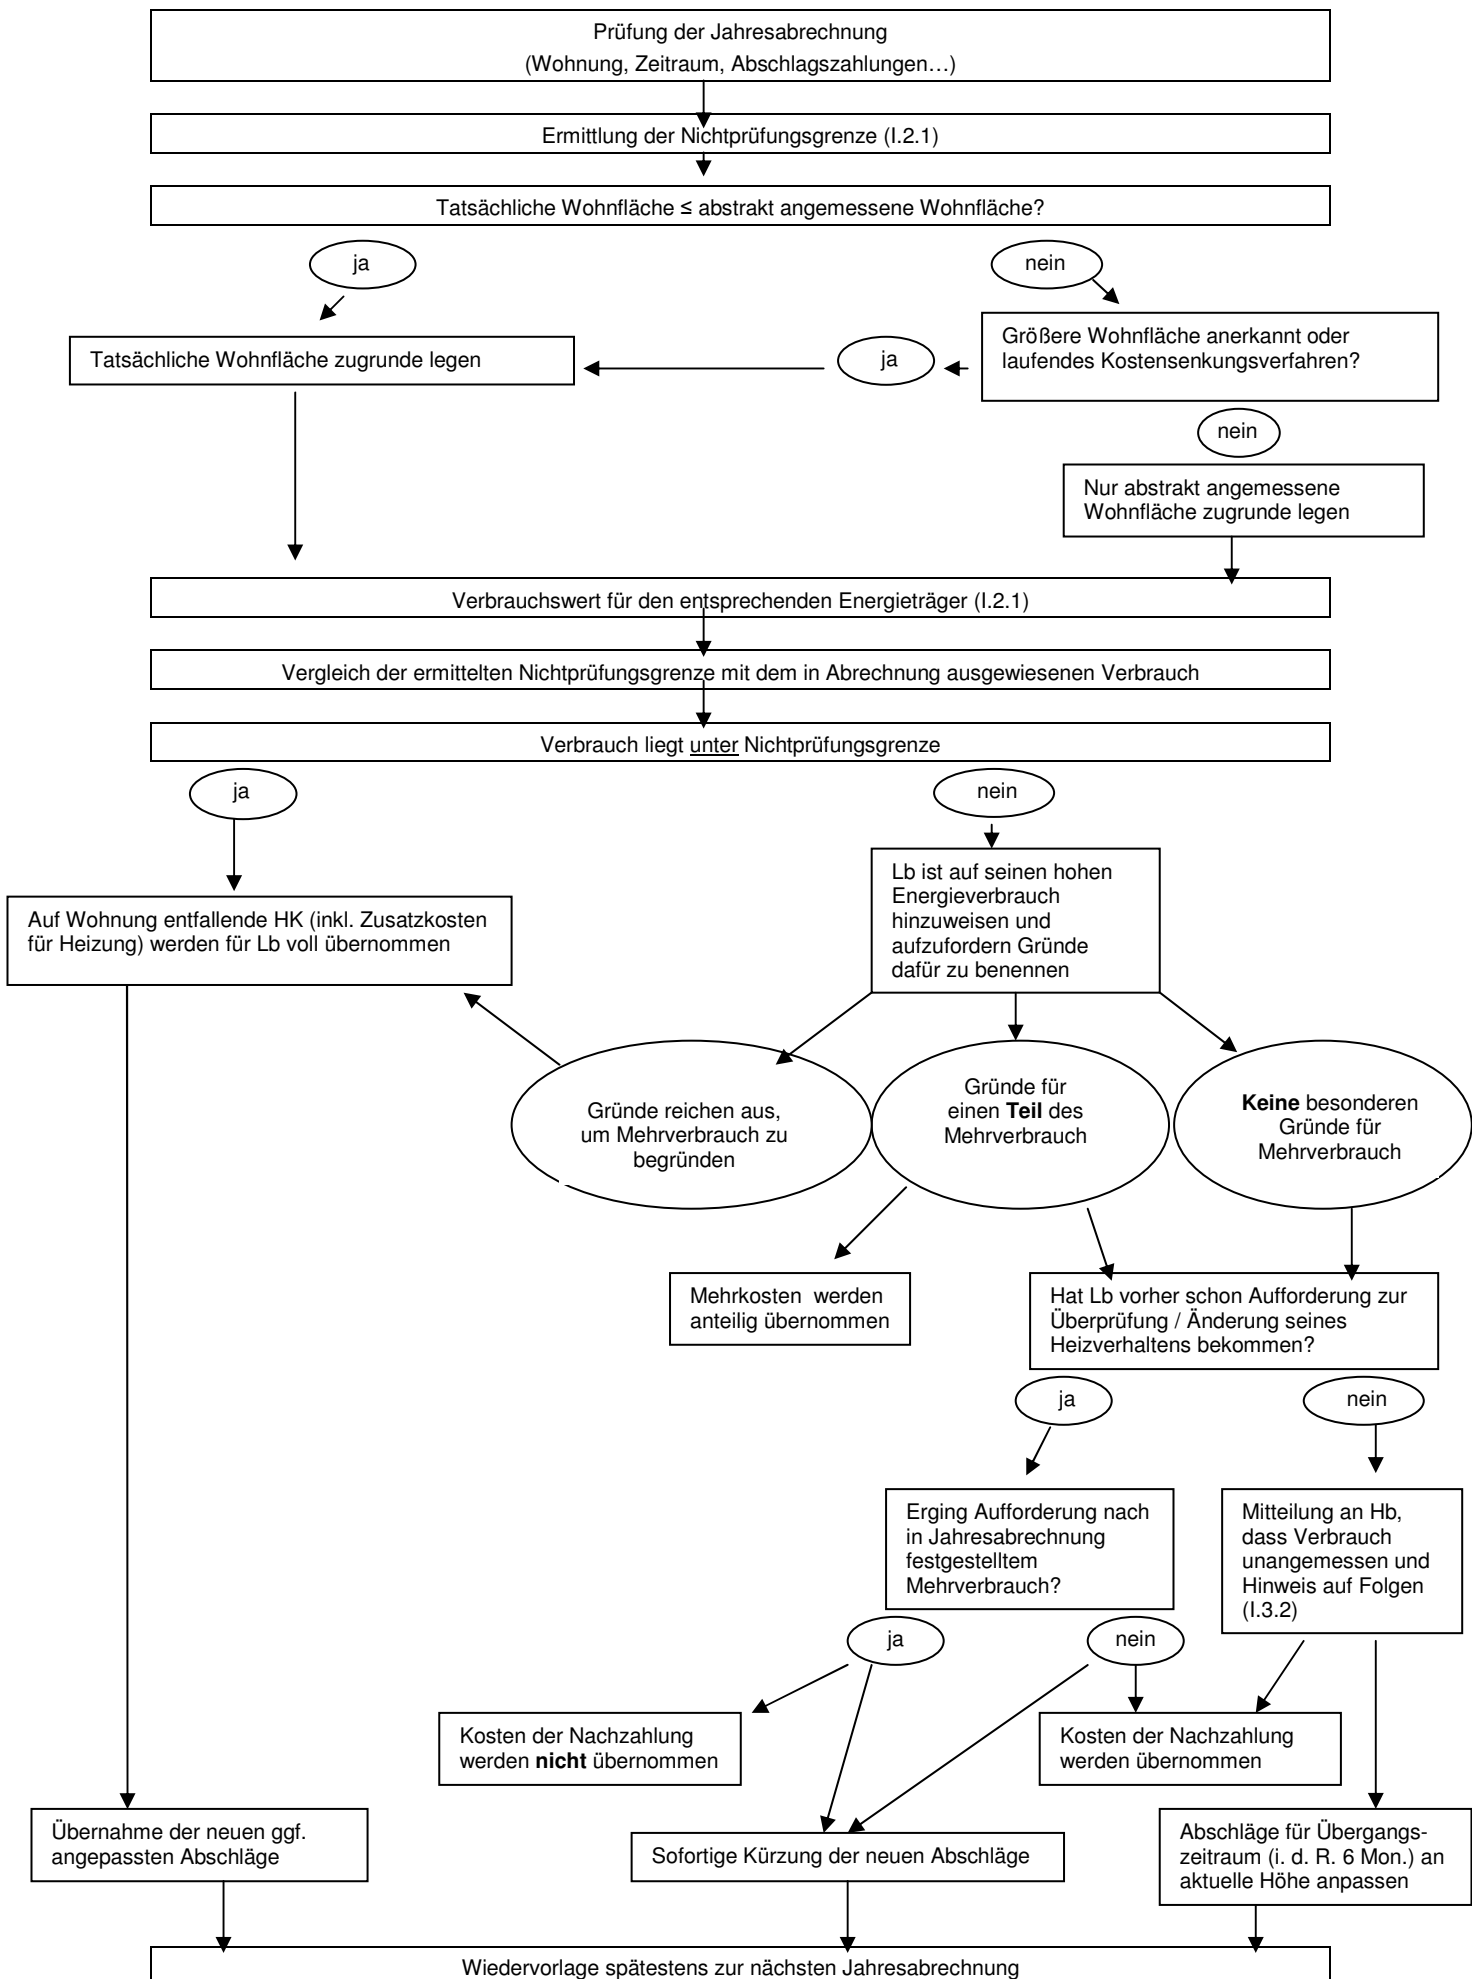 Prüfung der Jahresabrechnung
(Wohnung, Zeitraum, Abschlagszahlungen…)
Ermittlung der Nichtprüfungsgrenze (I.2.1)
Tatsächliche Wohnfläche ≤ abstrakt angemessene Wohnfläche?
ja
nein
Tatsächliche Wohnfläche zugrunde legen
ja
Größere Wohnfläche anerkannt oder
laufendes Kostensenkungsverfahren?
nein
Nur abstrakt angemessene
Wohnfläche zugrunde legen
Verbrauchswert für den entsprechenden Energieträger (I.2.1)
Vergleich der ermittelten Nichtprüfungsgrenze mit dem in Abrechnung ausgewiesenen Verbrauch
Verbrauch liegt unter Nichtprüfungsgrenze
ja
nein
Auf Wohnung entfallende HK (inkl. Zusatzkosten
für Heizung) werden für Lb voll übernommen
Lb ist auf seinen hohen
Energieverbrauch
hinzuweisen und
aufzufordern Gründe
dafür zu benennen
Gründe reichen aus,
um Mehrverbrauch zu
begründen
Gründe für
einen Teil des
Mehrverbrauch
Keine besonderen
Gründe für
Mehrverbrauch
Mehrkosten werden
anteilig übernommen
Hat Lb vorher schon Aufforderung zur
Überprüfung / Änderung seines
Heizverhaltens bekommen?
ja
nein
Erging Aufforderung nach
in Jahresabrechnung
festgestelltem
Mehrverbrauch?
Mitteilung an Hb,
dass Verbrauch
unangemessen und
Hinweis auf Folgen
(I.3.2)
ja
nein
Kosten der Nachzahlung
werden nicht übernommen
Kosten der Nachzahlung
werden übernommen
Übernahme der neuen ggf.
angepassten Abschläge
Sofortige Kürzung der neuen Abschläge
Abschläge für Übergangs-
zeitraum (i. d. R. 6 Mon.) an
aktuelle Höhe anpassen
Wiedervorlage spätestens zur nächsten Jahresabrechnung